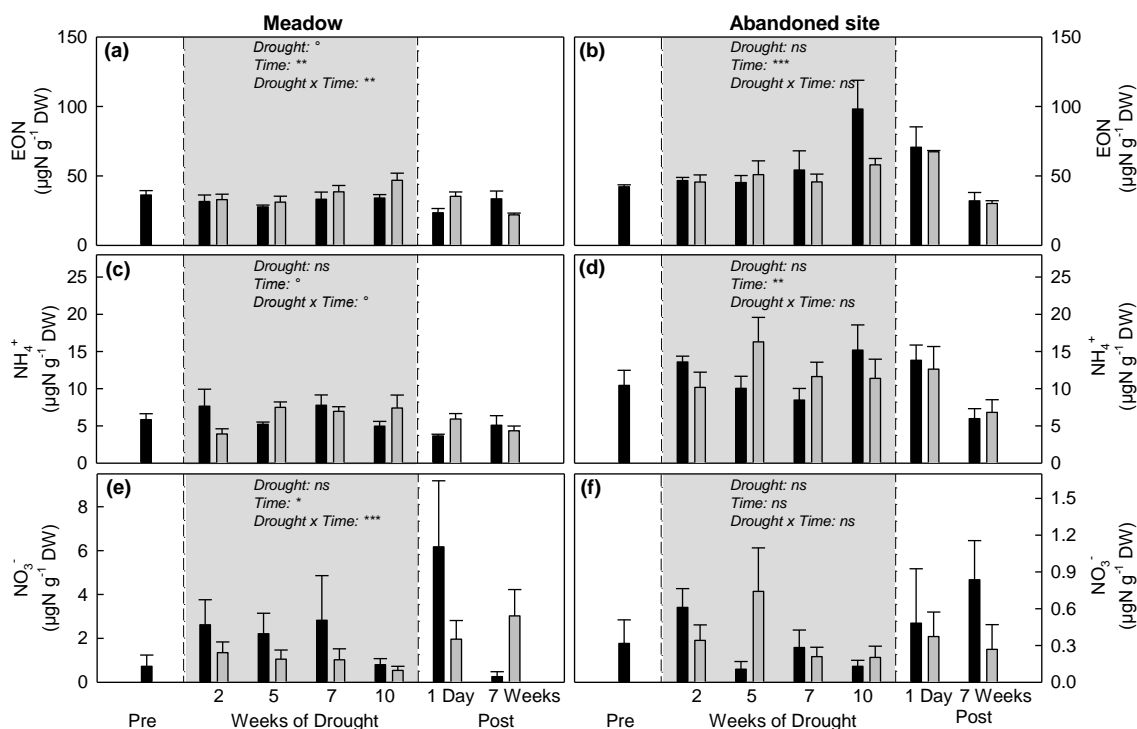 Meadow
Abandoned site
(a)
Drought: °
Time: **
Drought x Time: **
150
100
50
0
EON
(µgN g⁻¹ DW)
(b)
Drought: ns
Time: ***
Drought x Time: ns
150
100
50
0
EON
(µgN g⁻¹ DW)
(c)
Drought: ns
Time: °
Drought x Time: °
25
20
15
10
5
0
NH₄⁺
(µgN g⁻¹ DW)
(d)
Drought: ns
Time: **
Drought x Time: ns
25
20
15
10
5
0
NH₄⁺
(µgN g⁻¹ DW)
(e)
Drought: ns
Time: *
Drought x Time: ***
8
6
4
2
0
NO₃⁻
(µgN g⁻¹ DW)
(f)
Drought: ns
Time: ns
Drought x Time: ns
1.5
1.2
0.9
0.6
0.3
0.0
NO₃⁻
(µgN g⁻¹ DW)
2 5 7 10 1 Day 7 Weeks
Pre Weeks of Drought Post
2 5 7 10 1 Day 7 Weeks
Pre Weeks of Drought Post